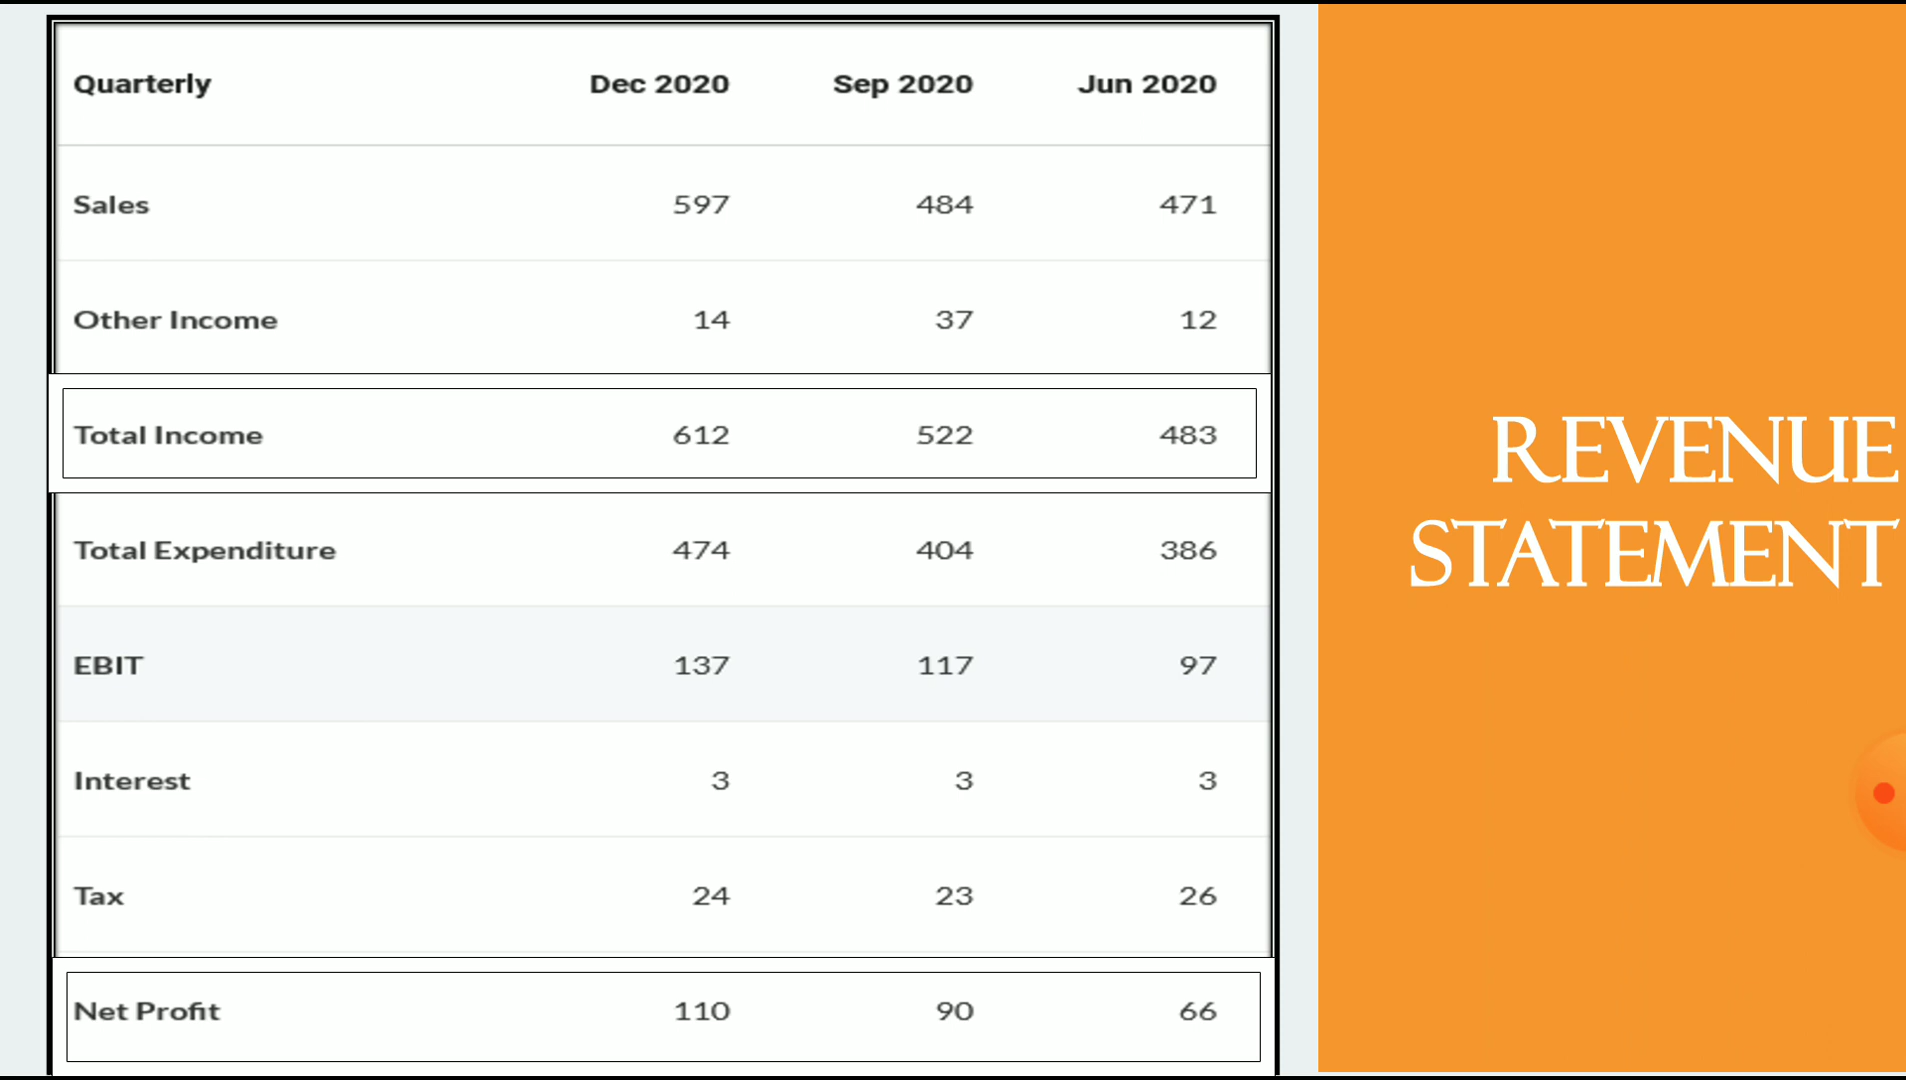 Quarterly Dec 2020 Sep 2020 Jun 2020
Sales 597 484 471
Other Income 14 37 12
Total Income 612 522 483
Total Expenditure 474 404 386
EBIT 137 117 97
Interest 3 3 3
Tax 24 23 26
Net Profit 110 90 66
REVENUE
STATEMENT